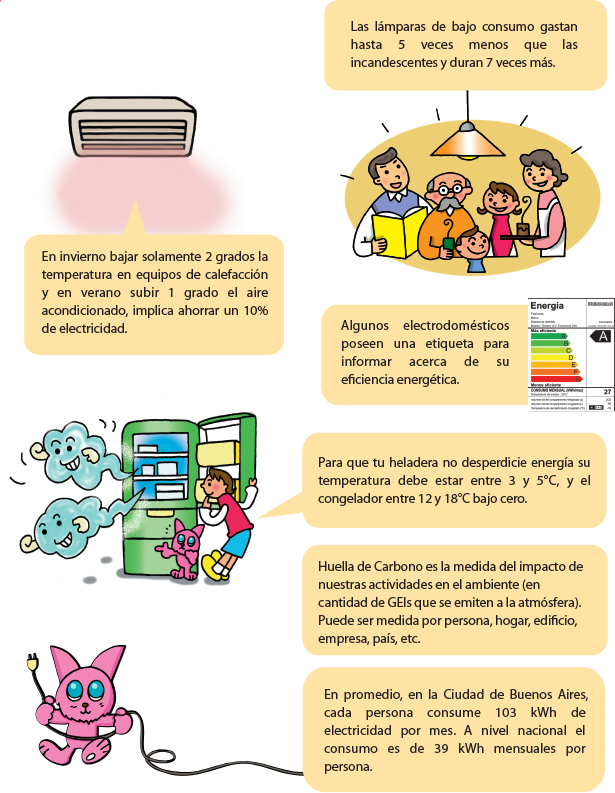 Las lámparas de bajo consumo gastan
hasta 5 veces menos que las
incandescentes y duran 7 veces más.
En invierno bajar solamente 2 grados la
temperatura en equipos de calefacción
y en verano subir 1 grado el aire
acondicionado, implica ahorrar un 10%
de electricidad.
Algunos electrodomésticos
poseen una etiqueta para
informar acerca de su
eficiencia energética.
Energía
Más eficiente
A
A
B
C
D
E
F
Menos eficiente
CONSUMO MENSUAL (kWh/mes) 27
Para que tu heladera no desperdicie energía su
temperatura debe estar entre 3 y 5°C, y el
congelador entre 12 y 18°C bajo cero.
Huella de Carbono es la medida del impacto de
nuestras actividades en el ambiente (en
cantidad de GEIs que se emiten a la atmósfera).
Puede ser medida por persona, hogar, edificio,
empresa, país, etc.
En promedio, en la Ciudad de Buenos Aires,
cada persona consume 103 kWh de
electricidad por mes. A nivel nacional el
consumo es de 39 kWh mensuales por
persona.